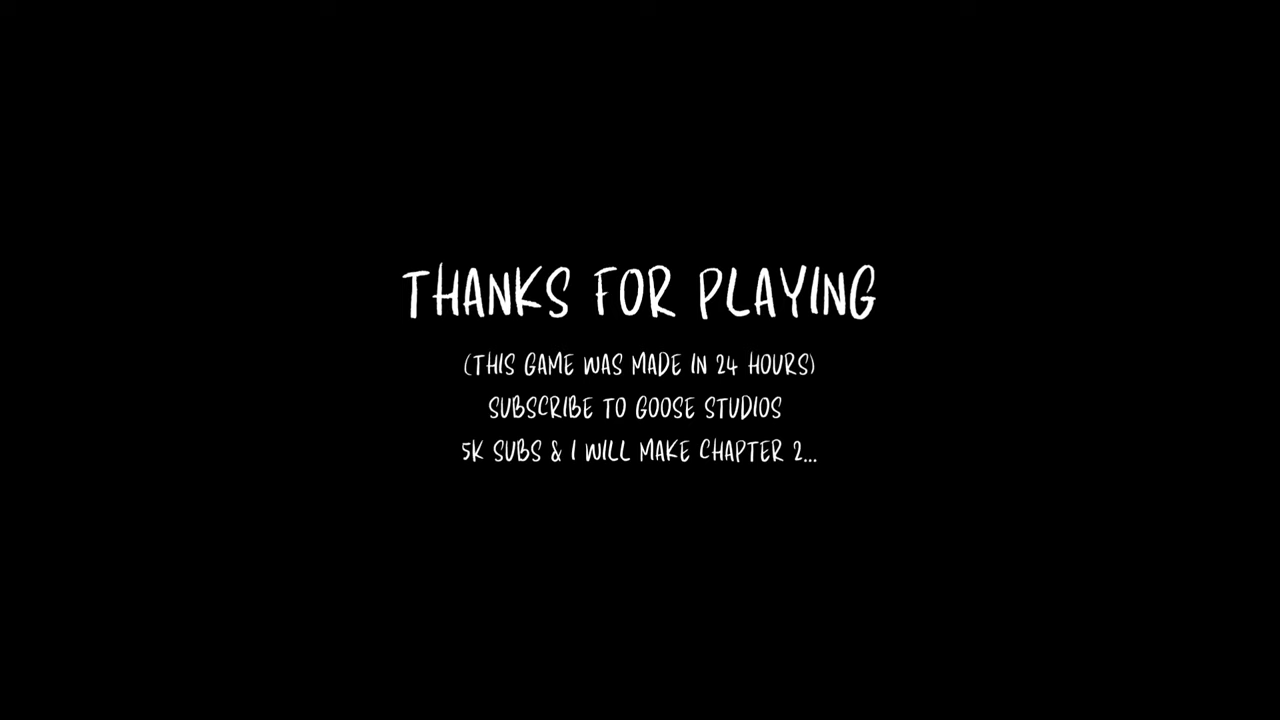 THANKS FOR PLAYING
(THIS GAME WAS MADE IN 24 HOURS)
SUBSCRIBE TO GOOSE STUDIOS
5K SUBS & I WILL MAKE CHAPTER 2...